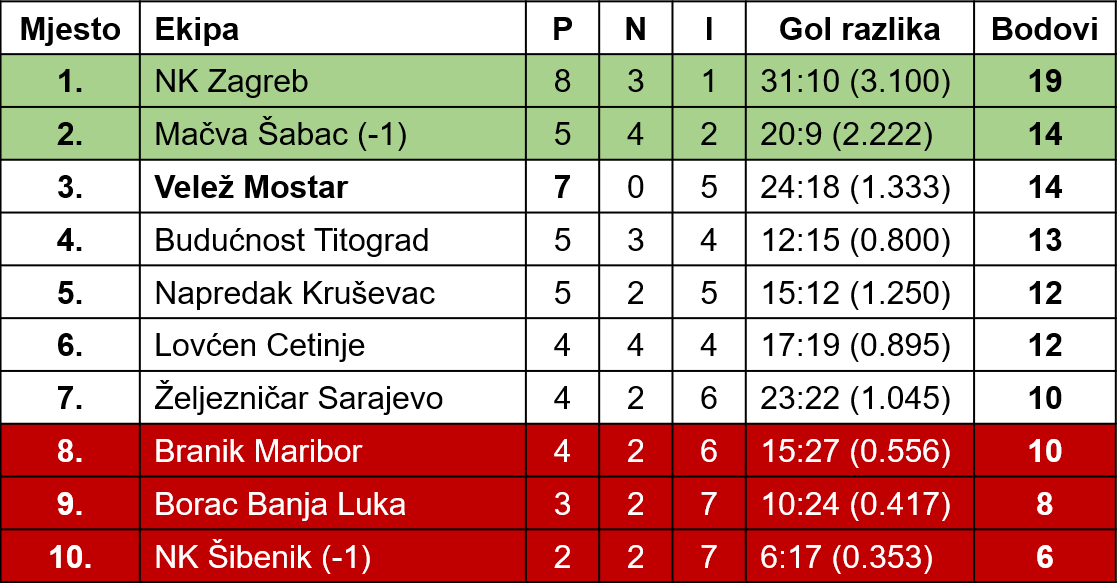 Mjesto Ekipa P N I Gol razlika Bodovi
1. NK Zagreb 8 3 1 31:10 (3.100) 19
2. Mačva Šabac (-1) 5 4 2 20:9 (2.222) 14
3. Velež Mostar 7 0 5 24:18 (1.333) 14
4. Budućnost Titograd 5 3 4 12:15 (0.800) 13
5. Napredak Kruševac 5 2 5 15:12 (1.250) 12
6. Lovćen Cetinje 4 4 4 17:19 (0.895) 12
7. Željezničar Sarajevo 4 2 6 23:22 (1.045) 10
8. Branik Maribor 4 2 6 15:27 (0.556) 10
9. Borac Banja Luka 3 2 7 10:24 (0.417) 8
10. NK Šibenik (-1) 2 2 7 6:17 (0.353) 6